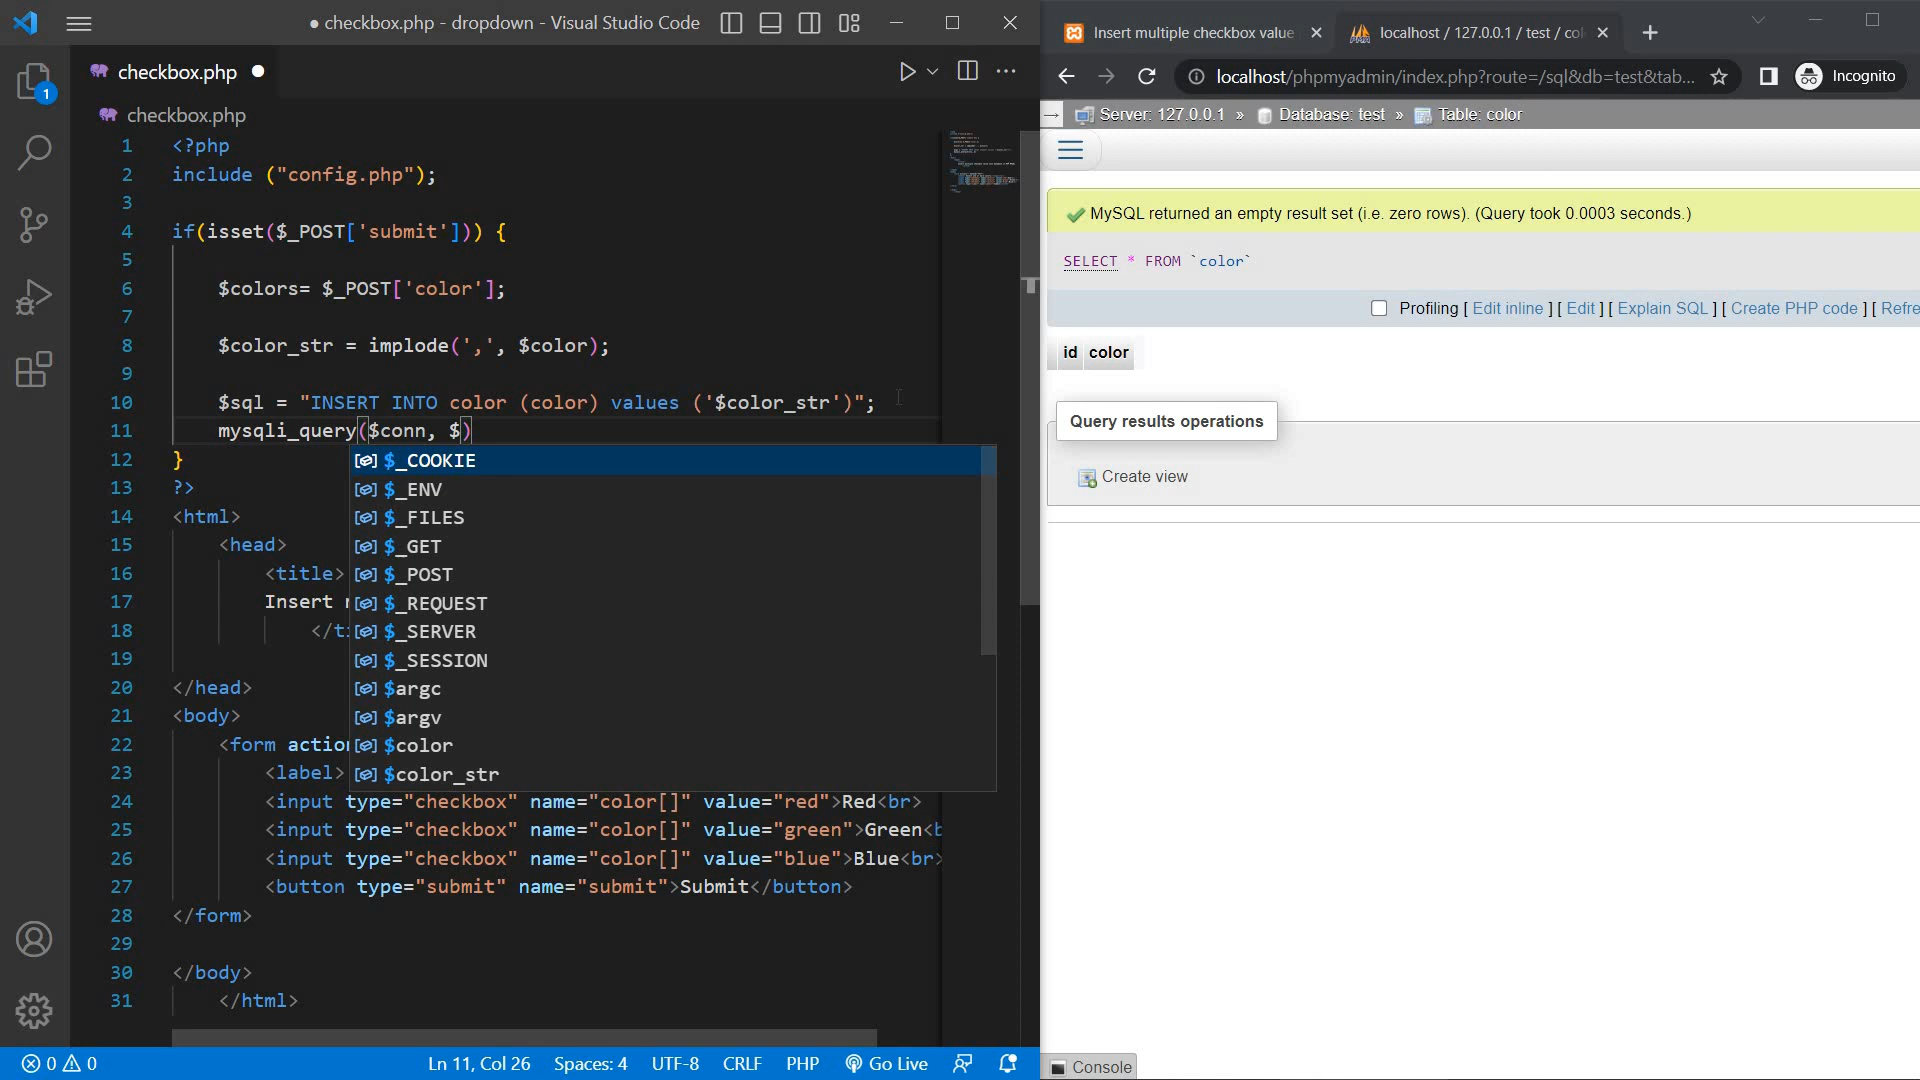 ● checkbox.php - dropdown - Visual Studio Code
checkbox.php ●
1
checkbox.php
1 <?php
2 include ("config.php");
3
4 if(isset($_POST['submit'])) {
5
6 $colors= $_POST['color'];
7
8 $color_str = implode(',', $color);
9
10 $sql = "INSERT INTO color (color) values ('$color_str')";
11 mysqli_query($conn, $)
12 }
13 ?>
14 <html>
15 <head>
16 <title>
17 Insert
18
19
20 </head>
21 <body>
22 <form
23 <label>
24 <input type="checkbox" name="color[]" value="red">Red<br>
25 <input type="checkbox" name="color[]" value="green">Green<b
26 <input type="checkbox" name="color[]" value="blue">Blue<br>
27 <button type="submit" name="submit">Submit</button>
28 </form>
29
30 </body>
31 </html>
$_COOKIE
$_ENV
$_FILES
$_GET
$_POST
$_REQUEST
$_SERVER
$_SESSION
$argc
$argv
$color
$color_str
0 0
Ln 11, Col 26 Spaces: 4 UTF-8 CRLF PHP Go Live
Insert multiple checkbox value
localhost / 127.0.0.1 / test / co
localhost/phpmyadmin/index.php?route=/sql&db=test&tab...
Incognito
Server: 127.0.0.1 » Database: test » Table: color
MySQL returned an empty result set (i.e. zero rows). (Query took 0.0003 seconds.)
SELECT * FROM `color`
Profiling [ Edit inline ] [ Edit ] [ Explain SQL ] [ Create PHP code ] [ Refre
id color
Query results operations
Create view
Console